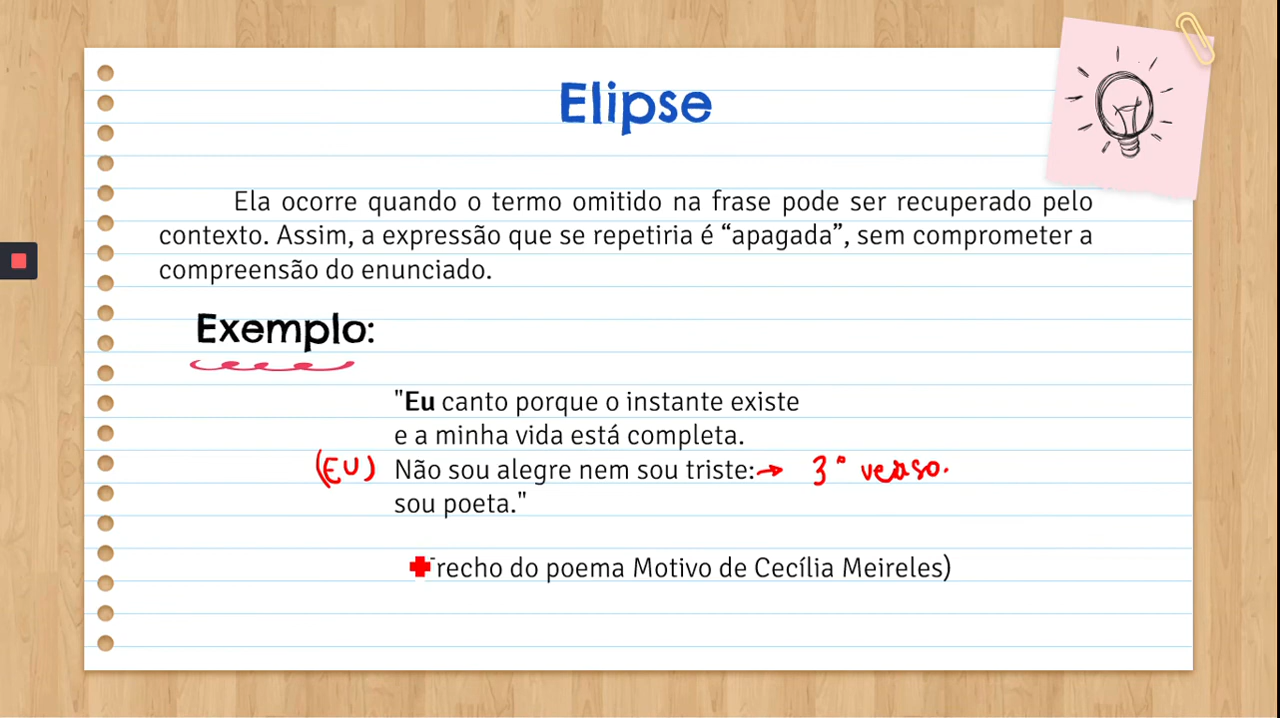 Elipse
Ela ocorre quando o termo omitido na frase pode ser recuperado pelo
contexto. Assim, a expressão que se repetiria é “apagada”, sem comprometer a
compreensão do enunciado.
Exemplo:
"Eu canto porque o instante existe
e a minha vida está completa.
(EU) Não sou alegre nem sou triste: → 3° verso.
sou poeta."
do poema Motivo de Cecília Meireles)